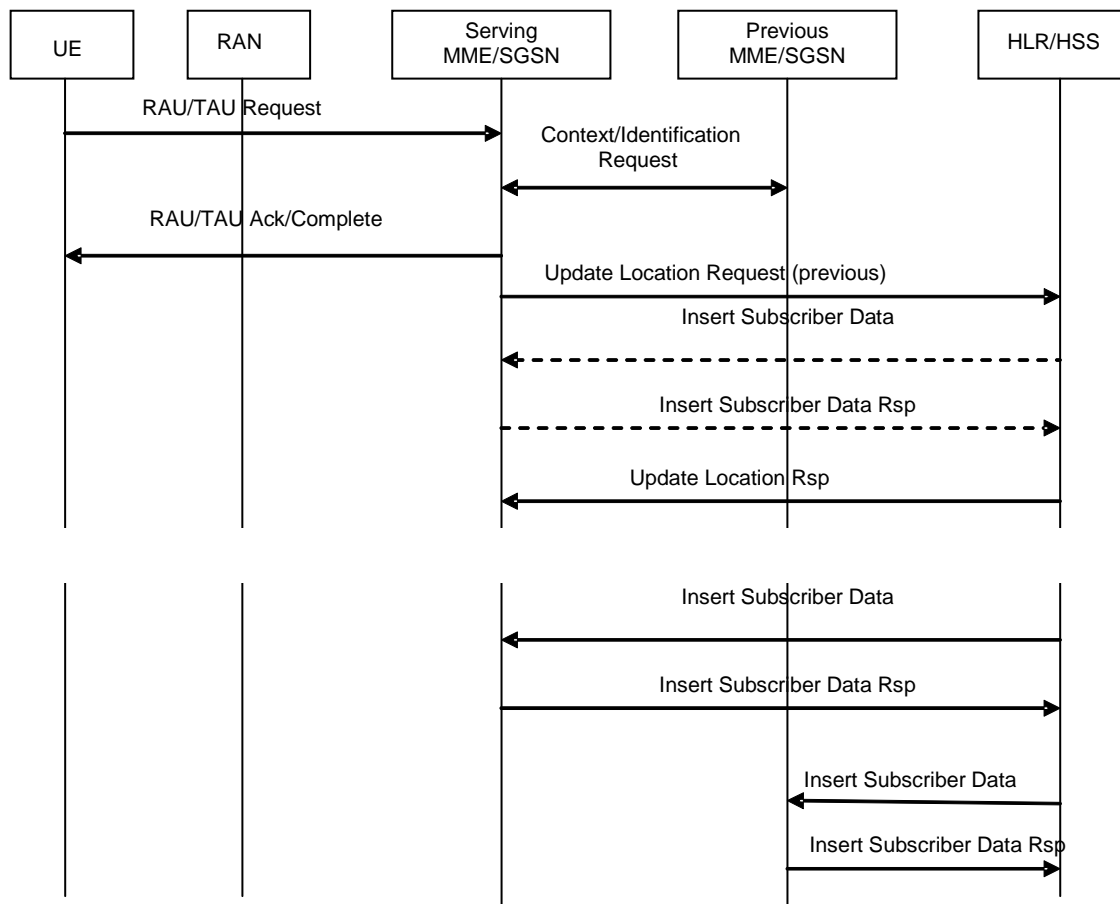 UE
RAN
Serving
MME/SGSN
Previous
MME/SGSN
HLR/HSS
RAU/TAU Request
Context/Identification
Request
RAU/TAU Ack/Complete
Update Location Request (previous)
Insert Subscriber Data
Insert Subscriber Data Rsp
Update Location Rsp
Insert Subscriber Data
Insert Subscriber Data Rsp
Insert Subscriber Data
Insert Subscriber Data Rsp